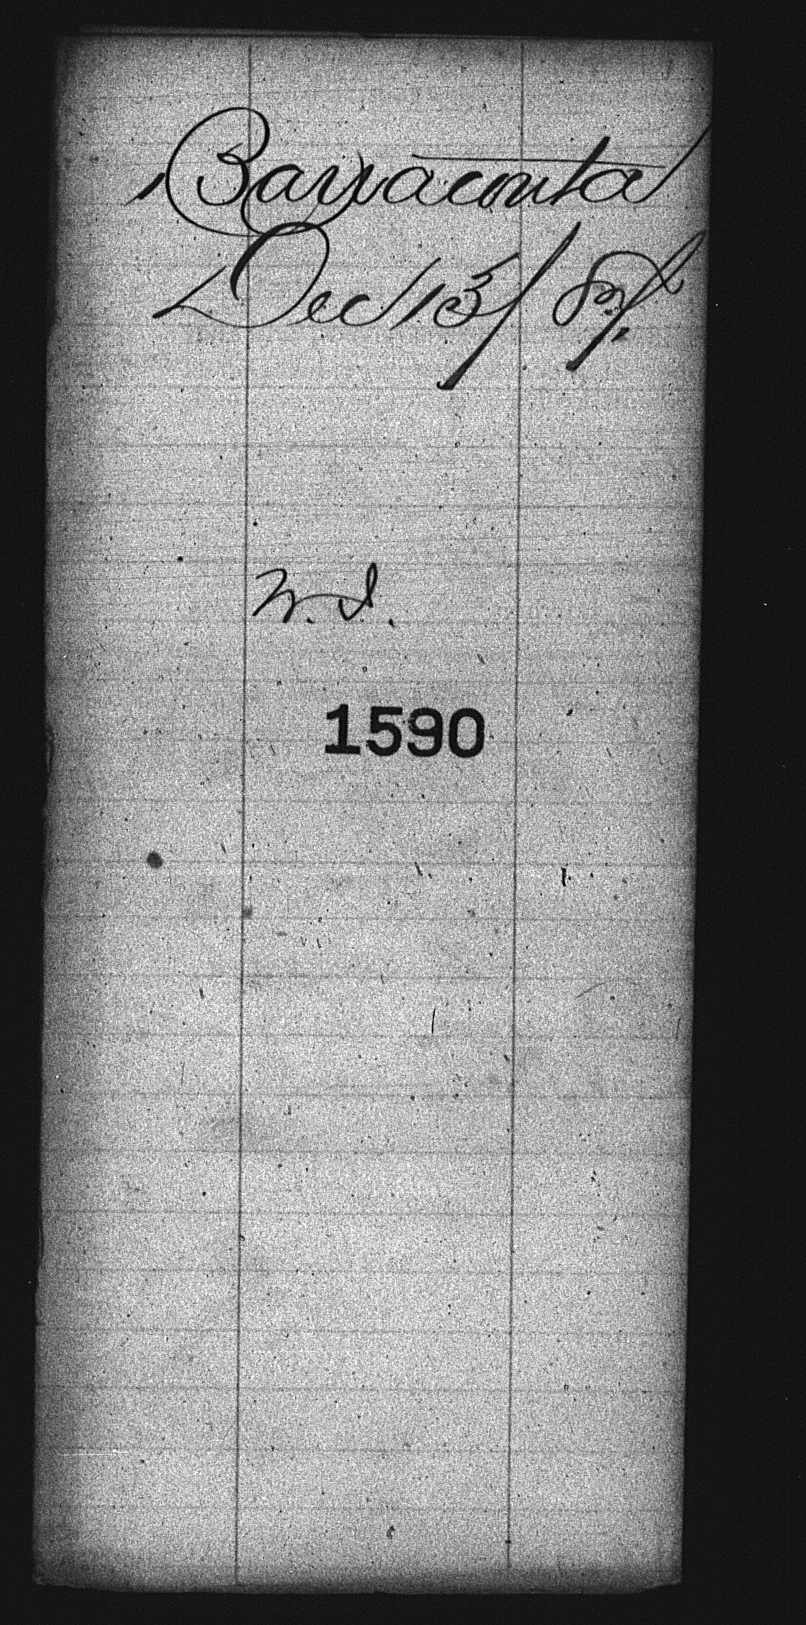 Barracouta
Dec 13/87.
W. I.
1590